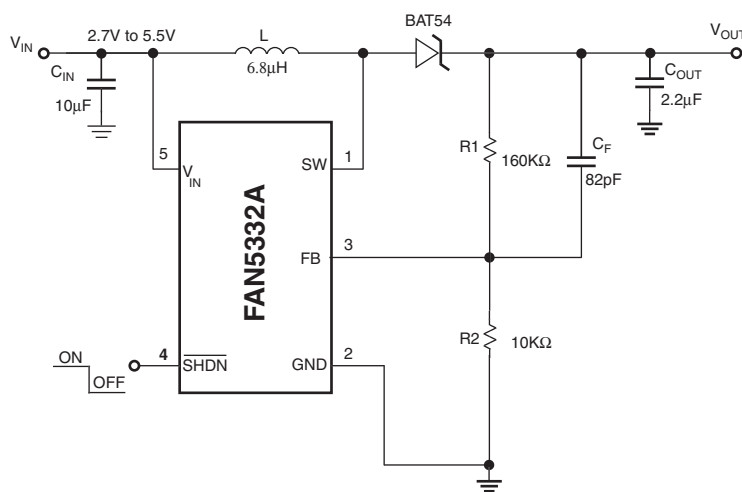 BAT54
V_IN
2.7V to 5.5V
L
V_OUT
6.8μH
C_IN
10μF
C_OUT
2.2μF
R1
160KΩ
C_F
82pF
5
V_IN
SW
1
FAN5332A
FB
3
R2
10KΩ
ON
OFF
4
SHDN
GND
2